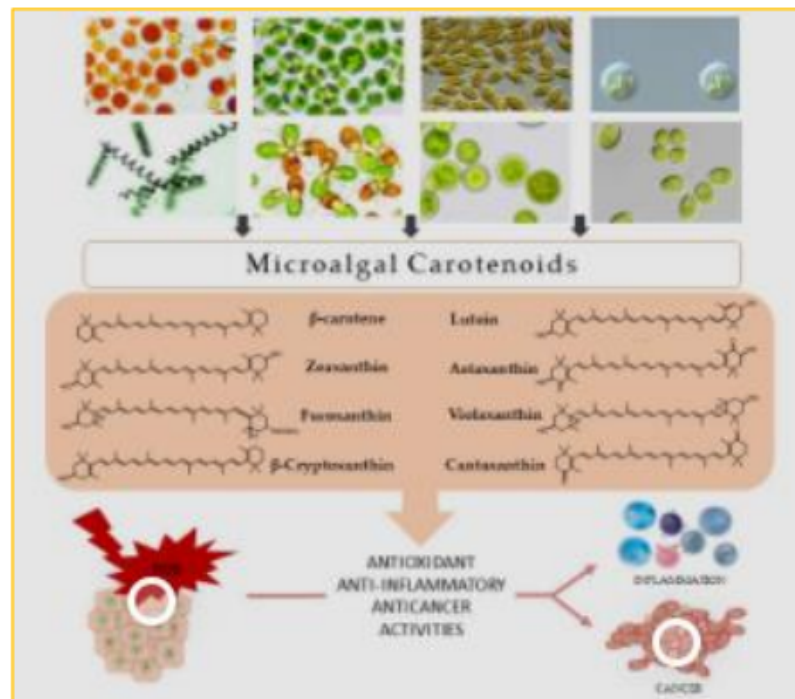 Microalgal Carotenoids
β-carotene
Lutein
Zeaxanthin
Astaxanthin
Fucoxanthin
Violaxanthin
β-Cryptoxanthin
Cantaxanthin
ANTIOXIDANT
ANTI-INFLAMMATORY
ANTICANCER
ACTIVITIES
INFLAMMATION
CANCER